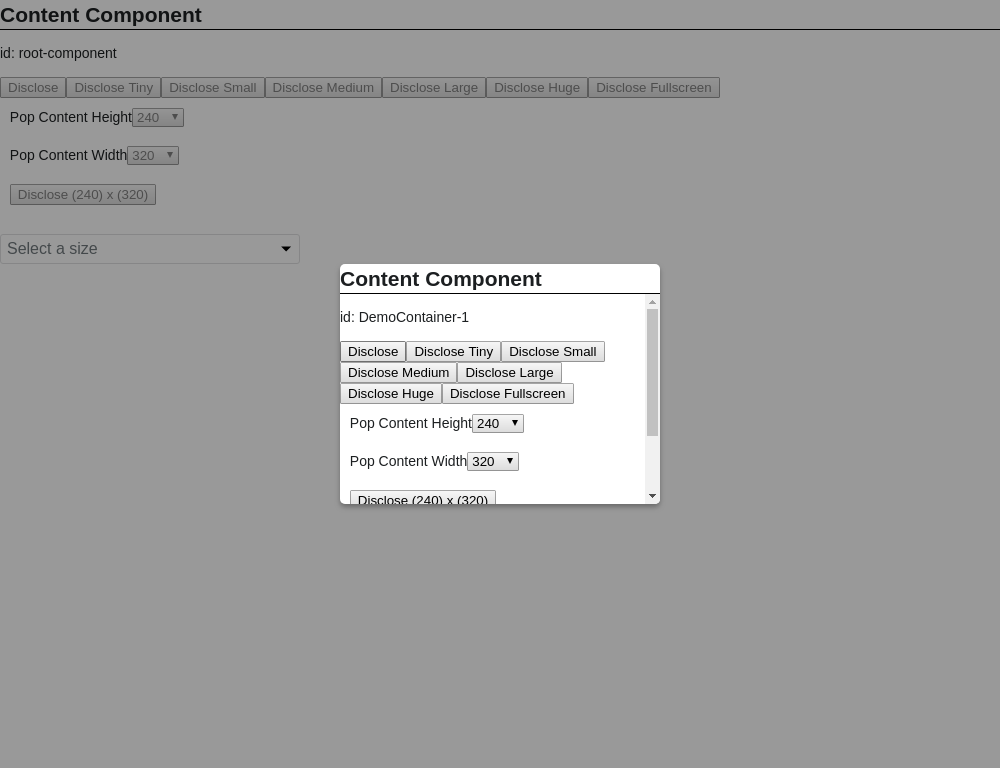 Content Component
id: root-component
Disclose Disclose Tiny Disclose Small Disclose Medium Disclose Large Disclose Huge Disclose Fullscreen
Pop Content Height 240
Pop Content Width 320
Disclose (240) x (320)
Select a size
Content Component
id: DemoContainer-1
Disclose Disclose Tiny Disclose Small
Disclose Medium Disclose Large
Disclose Huge Disclose Fullscreen
Pop Content Height 240
Pop Content Width 320
Disclose (240) x (320)